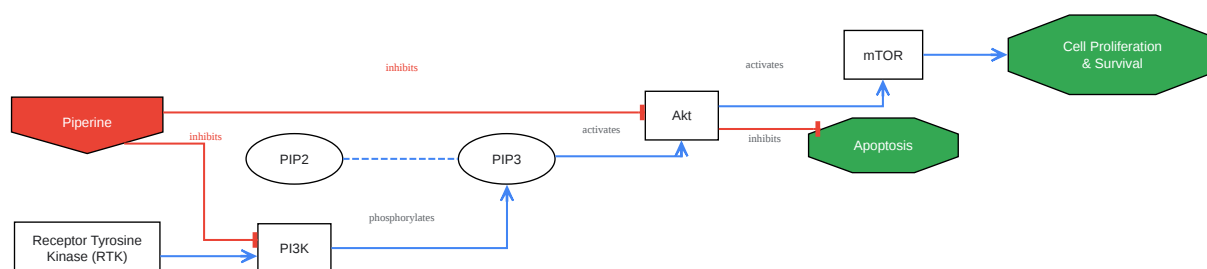 mTOR
Cell Proliferation
& Survival
inhibits
activates
Piperine
Akt
inhibits
activates
inhibits
Apoptosis
PIP2
PIP3
phosphorylates
Receptor Tyrosine
Kinase (RTK)
PI3K